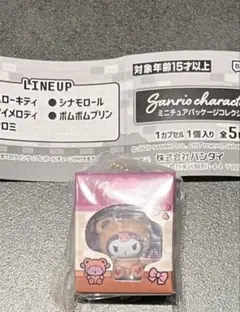 LINEUP
ローキティ
● シナモロール
イメロディ
● ポムポムプリン
ロミ
対象年齢15才以上
Sanrio charact
ミニチュアパッケージコレク
1カプセル 1個入り
全5
株式会社バンダイ